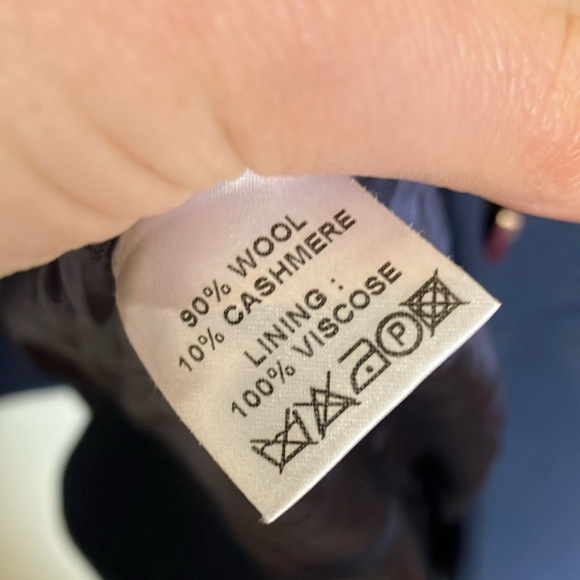 90% WOOL
10% CASHMERE
LINING :
100% VISCOSE
P